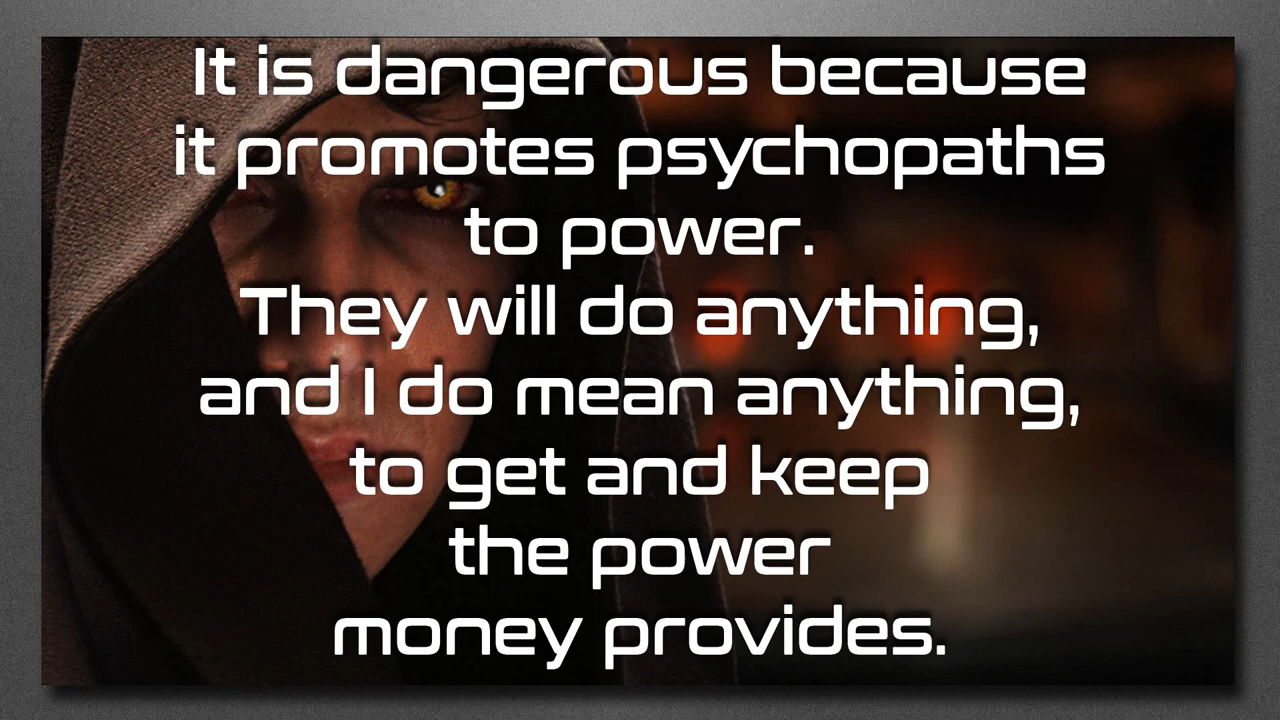 It is dangerous because
it promotes psychopaths
to power.
They will do anything,
and I do mean anything,
to get and keep
the power
money provides.